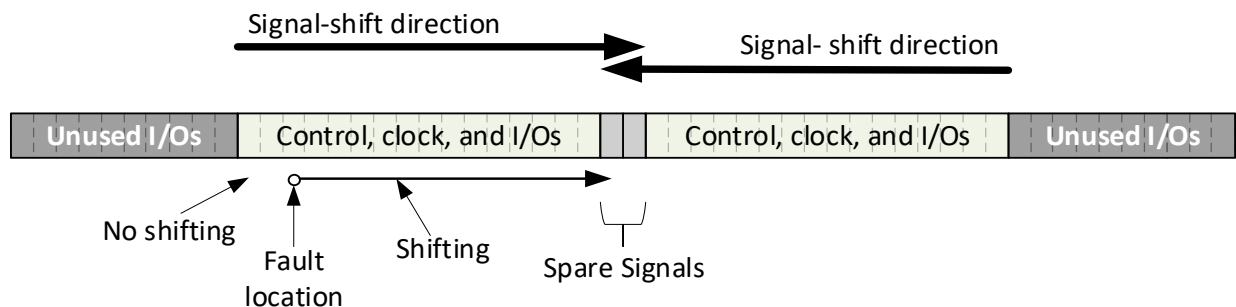 Signal-shift direction
Signal- shift direction
Unused I/Os
Control, clock, and I/Os
Control, clock, and I/Os
Unused I/Os
No shifting
Fault
location
Shifting
Spare Signals